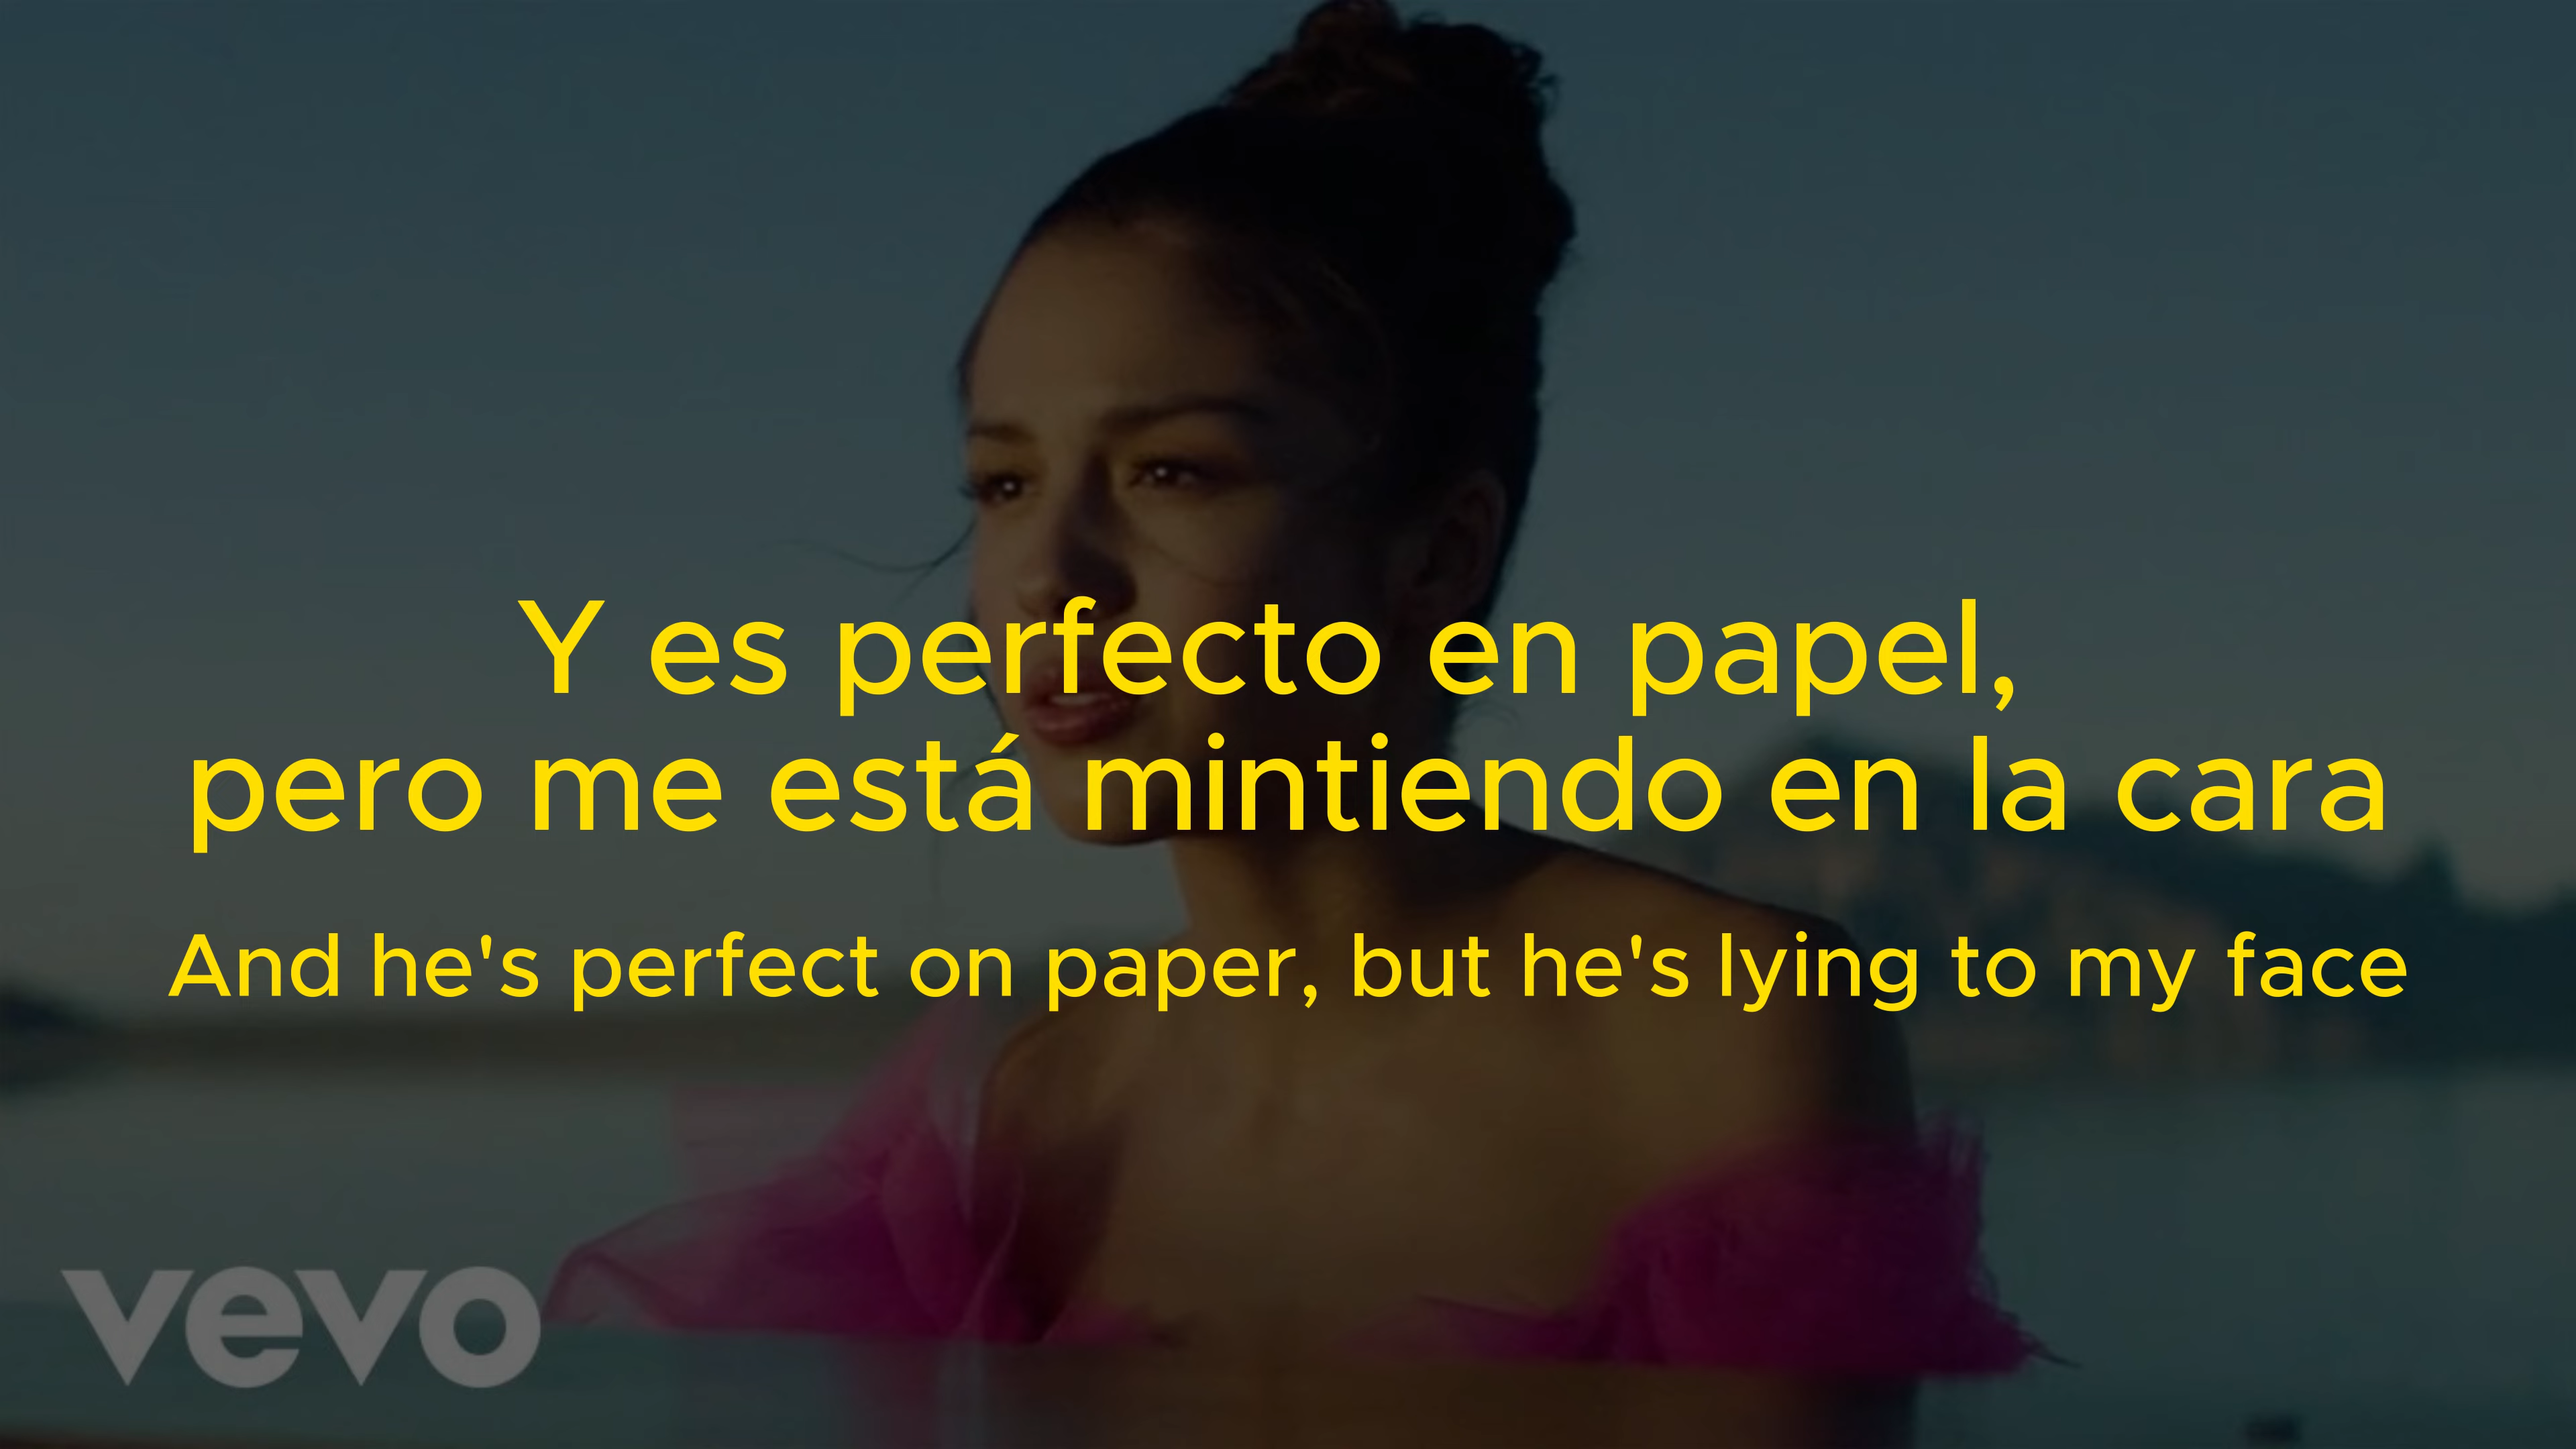 Y es perfecto en papel,
pero me está mintiendo en la cara
And he's perfect on paper, but he's lying to my face
vevo